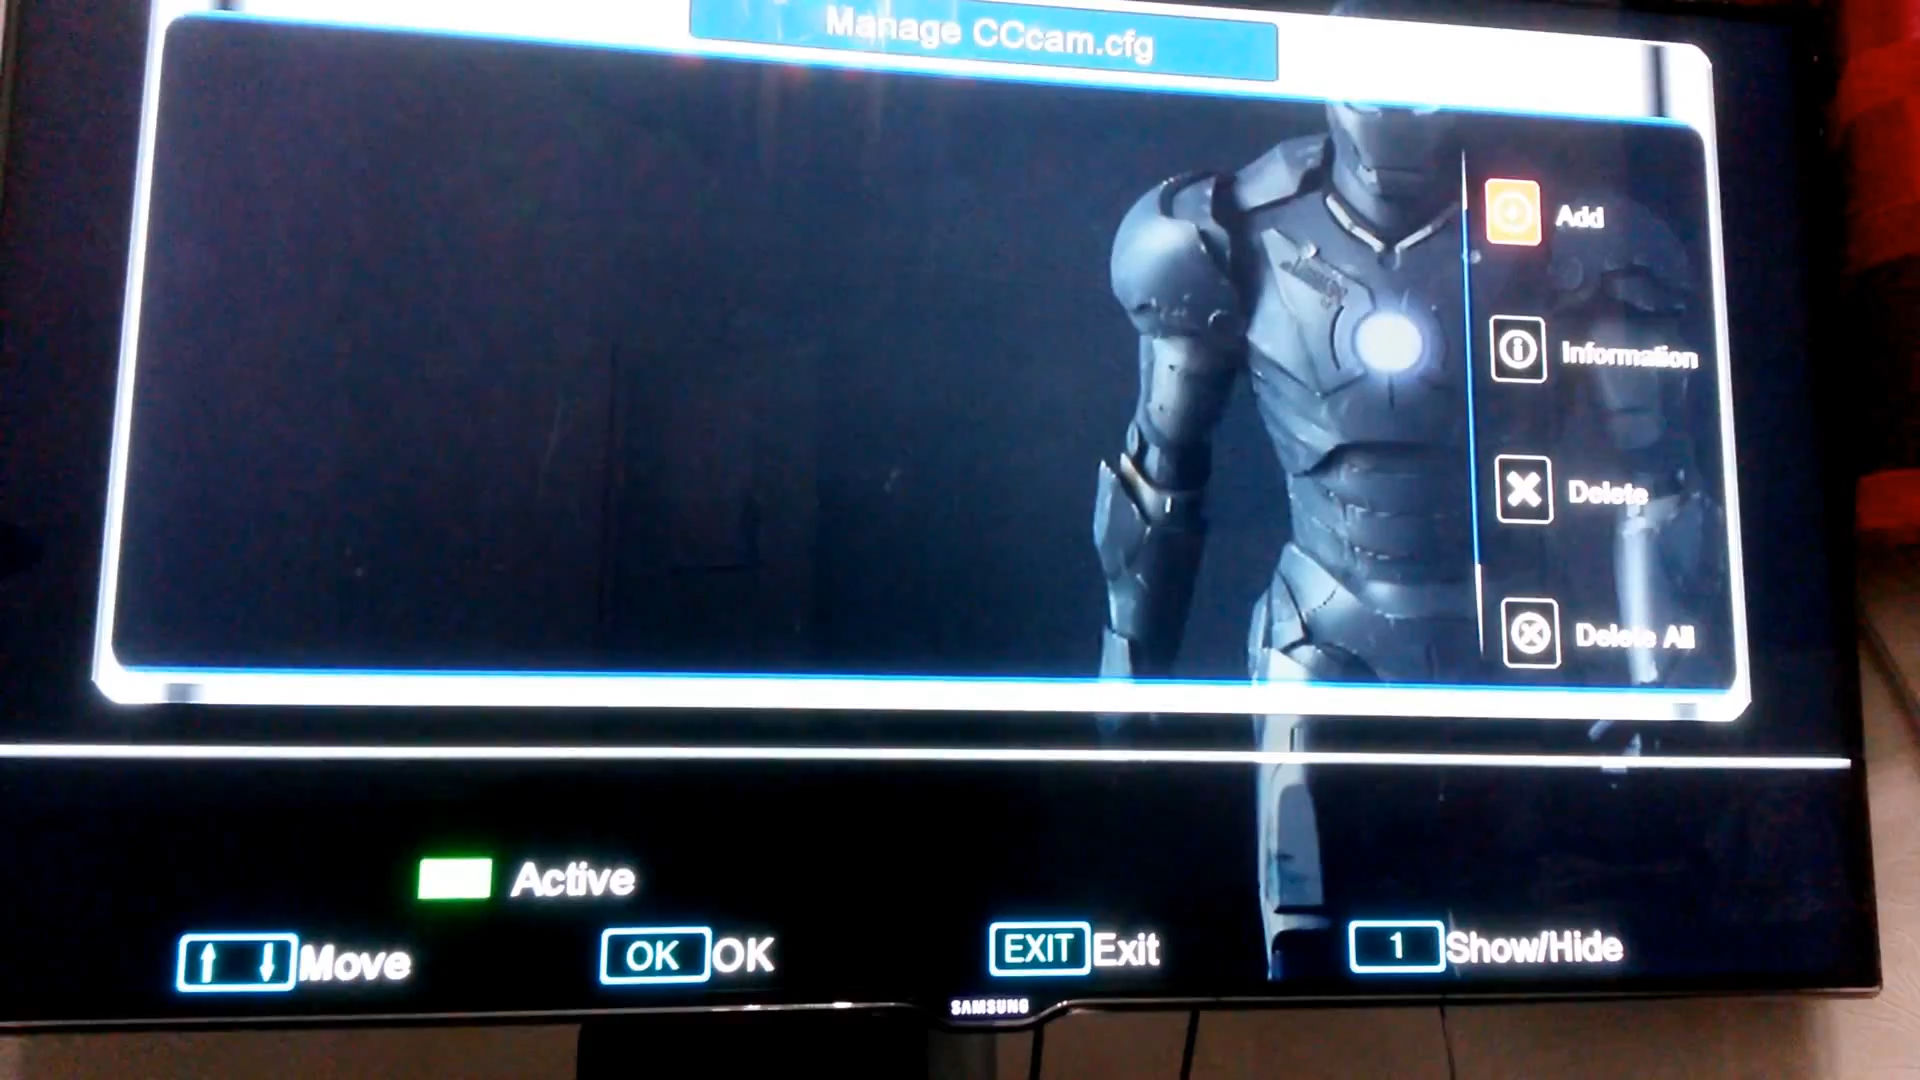 Manage CCcam.cfg
Add
Information
Delete
Delete All
Active
Move
OK OK
EXIT Exit
1 Show/Hide
SAMSUNG